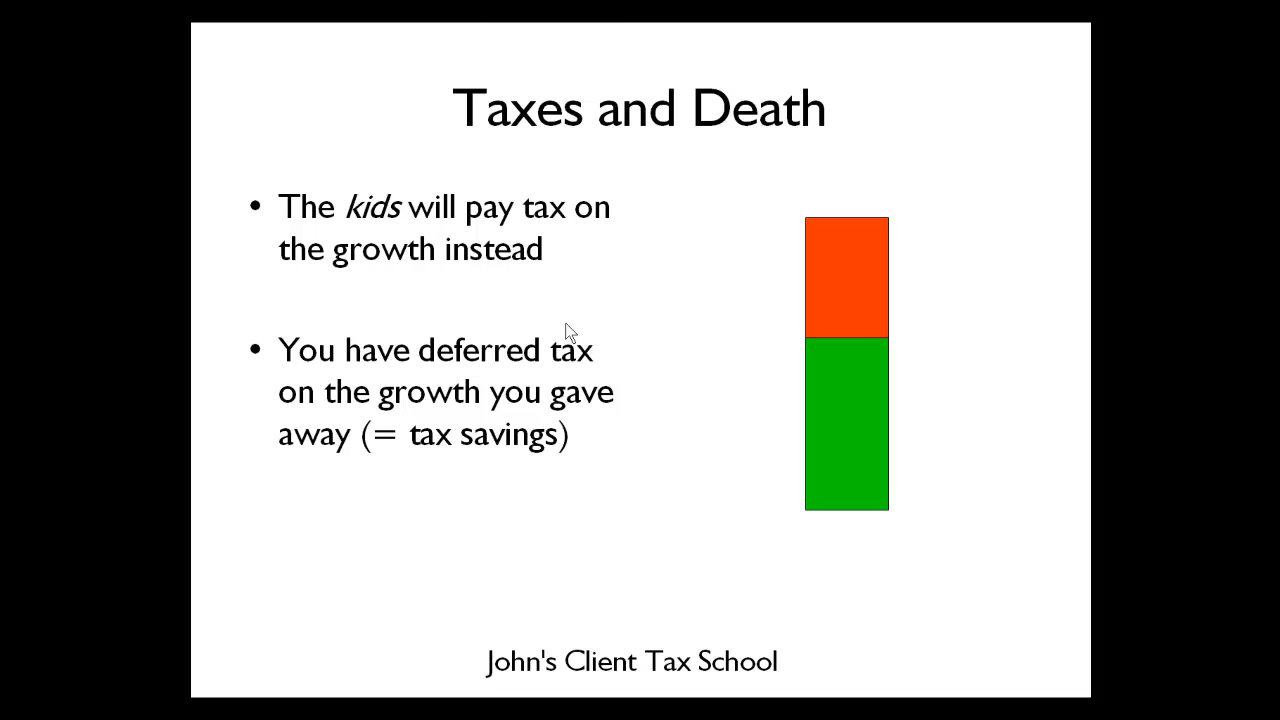 Taxes and Death
• The kids will pay tax on
the growth instead
• You have deferred tax
on the growth you gave
away (= tax savings)
John's Client Tax School